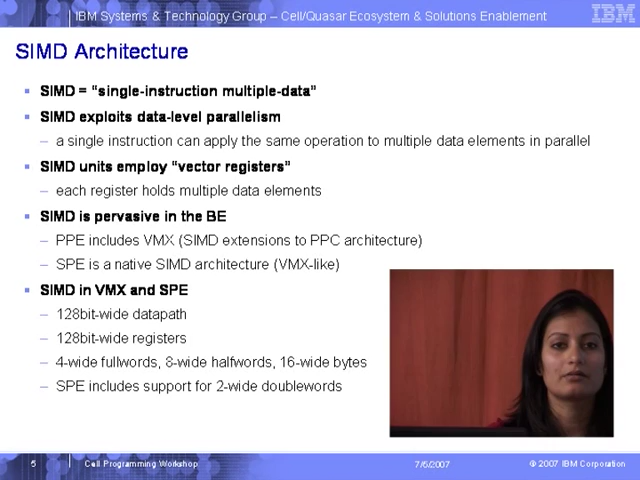 IBM Systems & Technology Group – Cell/Quasar Ecosystem & Solutions Enablement
IBM
SIMD Architecture
SIMD = “single-instruction multiple-data”
SIMD exploits data-level parallelism
– a single instruction can apply the same operation to multiple data elements in parallel
SIMD units employ “vector registers”
– each register holds multiple data elements
SIMD is pervasive in the BE
– PPE includes VMX (SIMD extensions to PPC architecture)
– SPE is a native SIMD architecture (VMX-like)
SIMD in VMX and SPE
– 128bit-wide datapath
– 128bit-wide registers
– 4-wide fullwords, 8-wide halfwords, 16-wide bytes
– SPE includes support for 2-wide doublewords
5 Cell Programming Workshop 7/6/2007 © 2007 IBM Corporation